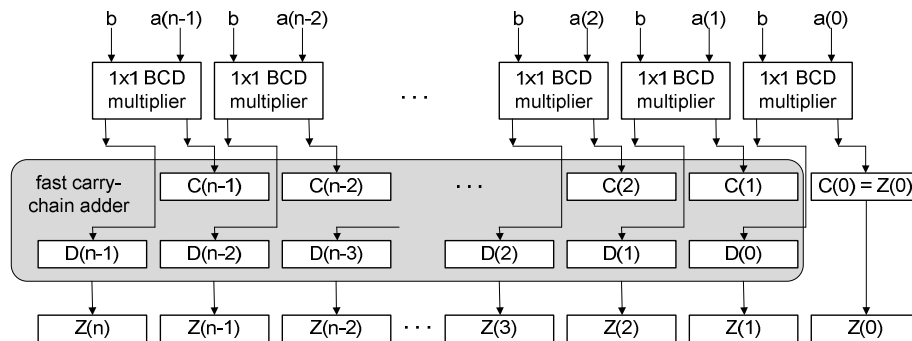 b a(n-1) b a(n-2) b a(2) b a(1) b a(0)
1x1 BCD multiplier 1x1 BCD multiplier ... 1x1 BCD multiplier 1x1 BCD multiplier 1x1 BCD multiplier
fast carry-chain adder
C(n-1) C(n-2) ... C(2) C(1) C(0) = Z(0)
D(n-1) D(n-2) D(n-3) D(2) D(1) D(0)
Z(n) Z(n-1) Z(n-2) ... Z(3) Z(2) Z(1) Z(0)